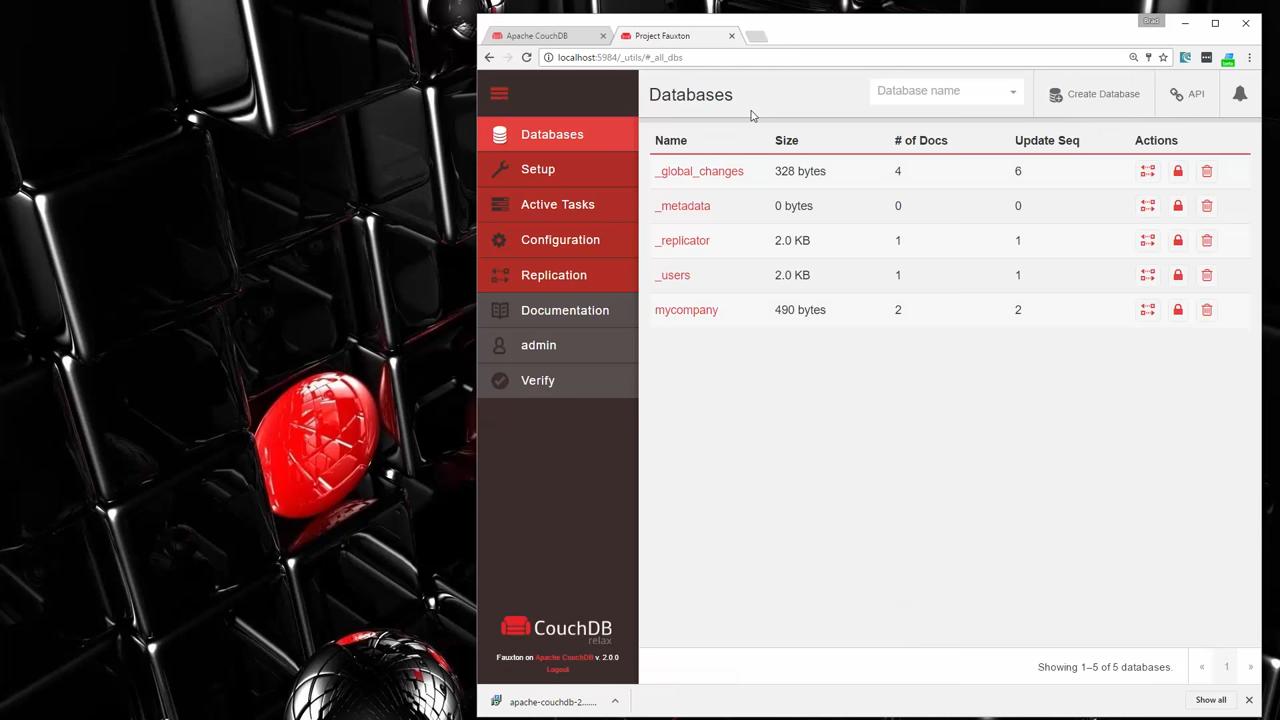 Brad
Apache CouchDB
Project Fauxton
localhost:5984/_utils/#_all_dbs
Databases
Database name
Create Database
API
Databases
Setup
Active Tasks
Configuration
Replication
Documentation
admin
Verify
Name Size # of Docs Update Seq Actions
_global_changes 328 bytes 4 6
_metadata 0 bytes 0 0
_replicator 2.0 KB 1 1
_users 2.0 KB 1 1
mycompany 490 bytes 2 2
CouchDB
relax
Fauxton on Apache CouchDB v. 2.0.0
Logout
Showing 1–5 of 5 databases.
« 1 »
apache-couchdb-2.......
Show all